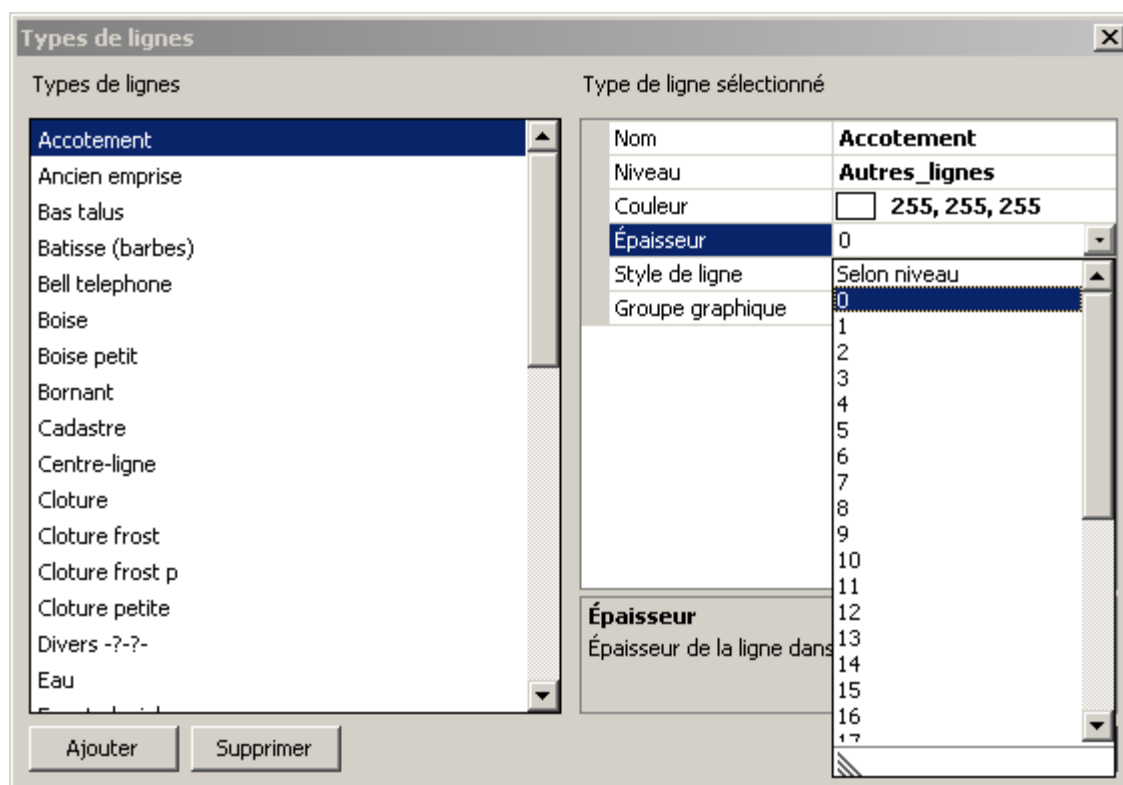 Types de lignes
Types de lignes
Accotement
Ancien emprise
Bas talus
Batisse (barbes)
Bell telephone
Boise
Boise petit
Bornant
Cadastre
Centre-ligne
Cloture
Cloture frost
Cloture frost p
Cloture petite
Divers -?-?-
Eau
Ajouter
Supprimer
Type de ligne sélectionné
Nom Accotement
Niveau Autres_lignes
Couleur 255, 255, 255
Épaisseur 0
Style de ligne
Groupe graphique
Selon niveau
0
1
2
3
4
5
6
7
8
9
10
11
12
13
14
15
16
17
Épaisseur
Épaisseur de la ligne dans